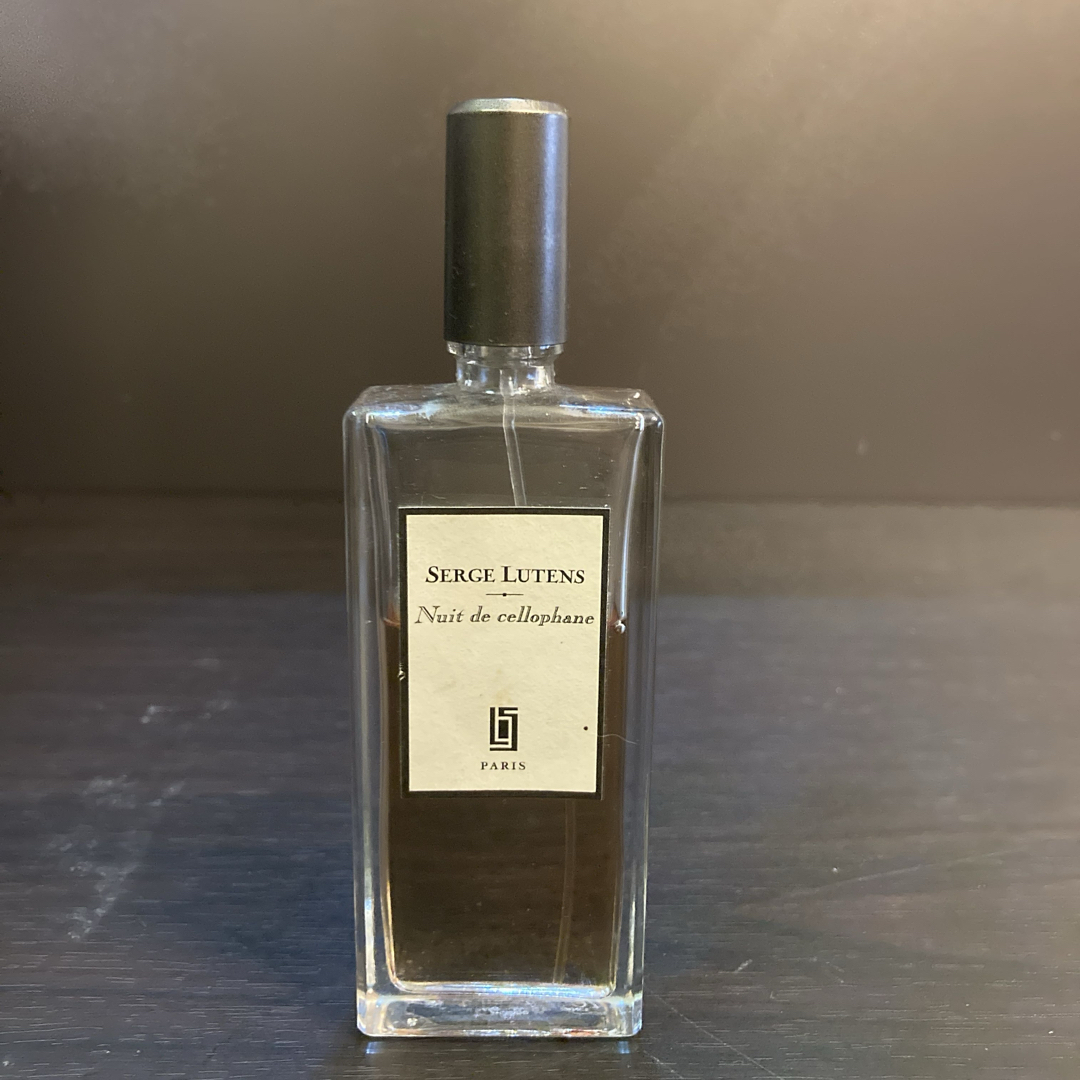 SERGE LUTENS
Nuit de cellophane
PARIS